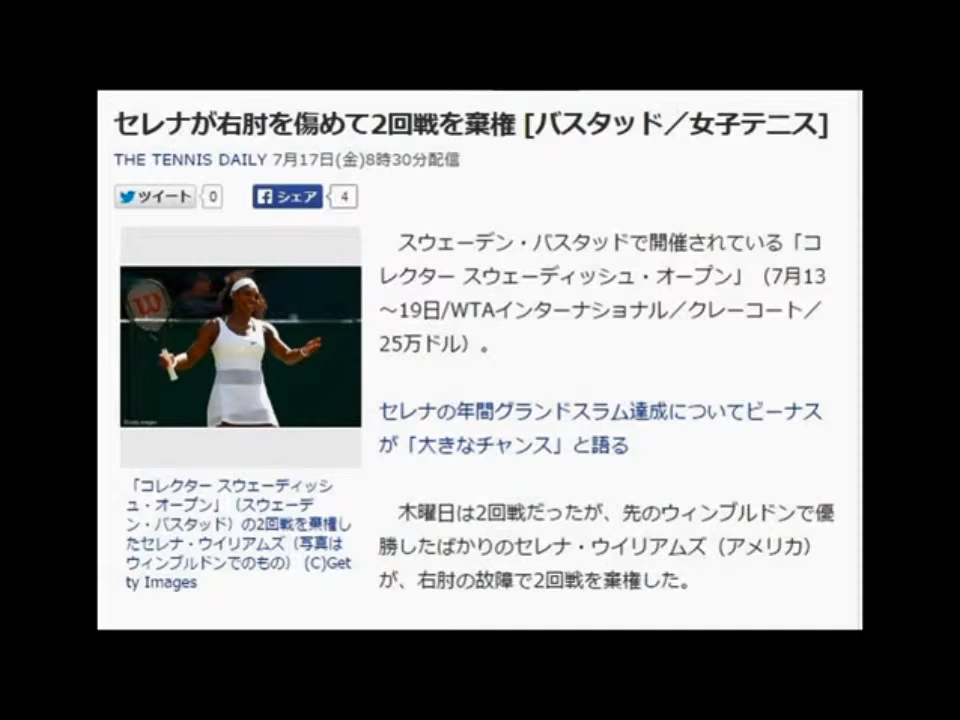 セレナが右肘を傷めて2回戦を棄権 [バスタッド／女子テニス]
THE TENNIS DAILY 7月17日(金)8時30分配信
ツイート 0 シェア 4
W
スウェーデン・バスタッドで開催されている「コ
レクター スウェーディッシュ・オープン」（7月13
～19日/WTAインターナショナル／クレーコート／
25万ドル）。
セレナの年間グランドスラム達成についてビーナス
が「大きなチャンス」と語る
木曜日は2回戦だったが、先のウィンブルドンで優
勝したばかりのセレナ・ウイリアムズ（アメリカ）
が、右肘の故障で2回戦を棄権した。
「コレクター スウェーディッシ
ュ・オープン」（スウェーデ
ン・バスタッド）の2回戦を棄権し
たセレナ・ウイリアムズ（写真は
ウィンブルドンでのもの） (C)Get
ty Images